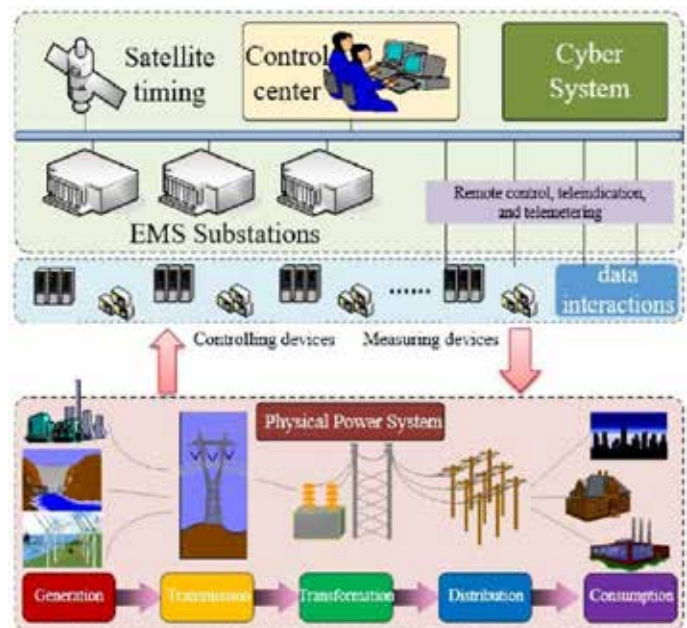 Satellite
timing
Control
center
Cyber
System
Remote control, teleindication,
and telemetering
EMS Substations
data
interactions
Controlling devices
Measuring devices
Physical Power System
Generation
Transmission
Transformation
Distribution
Consumption